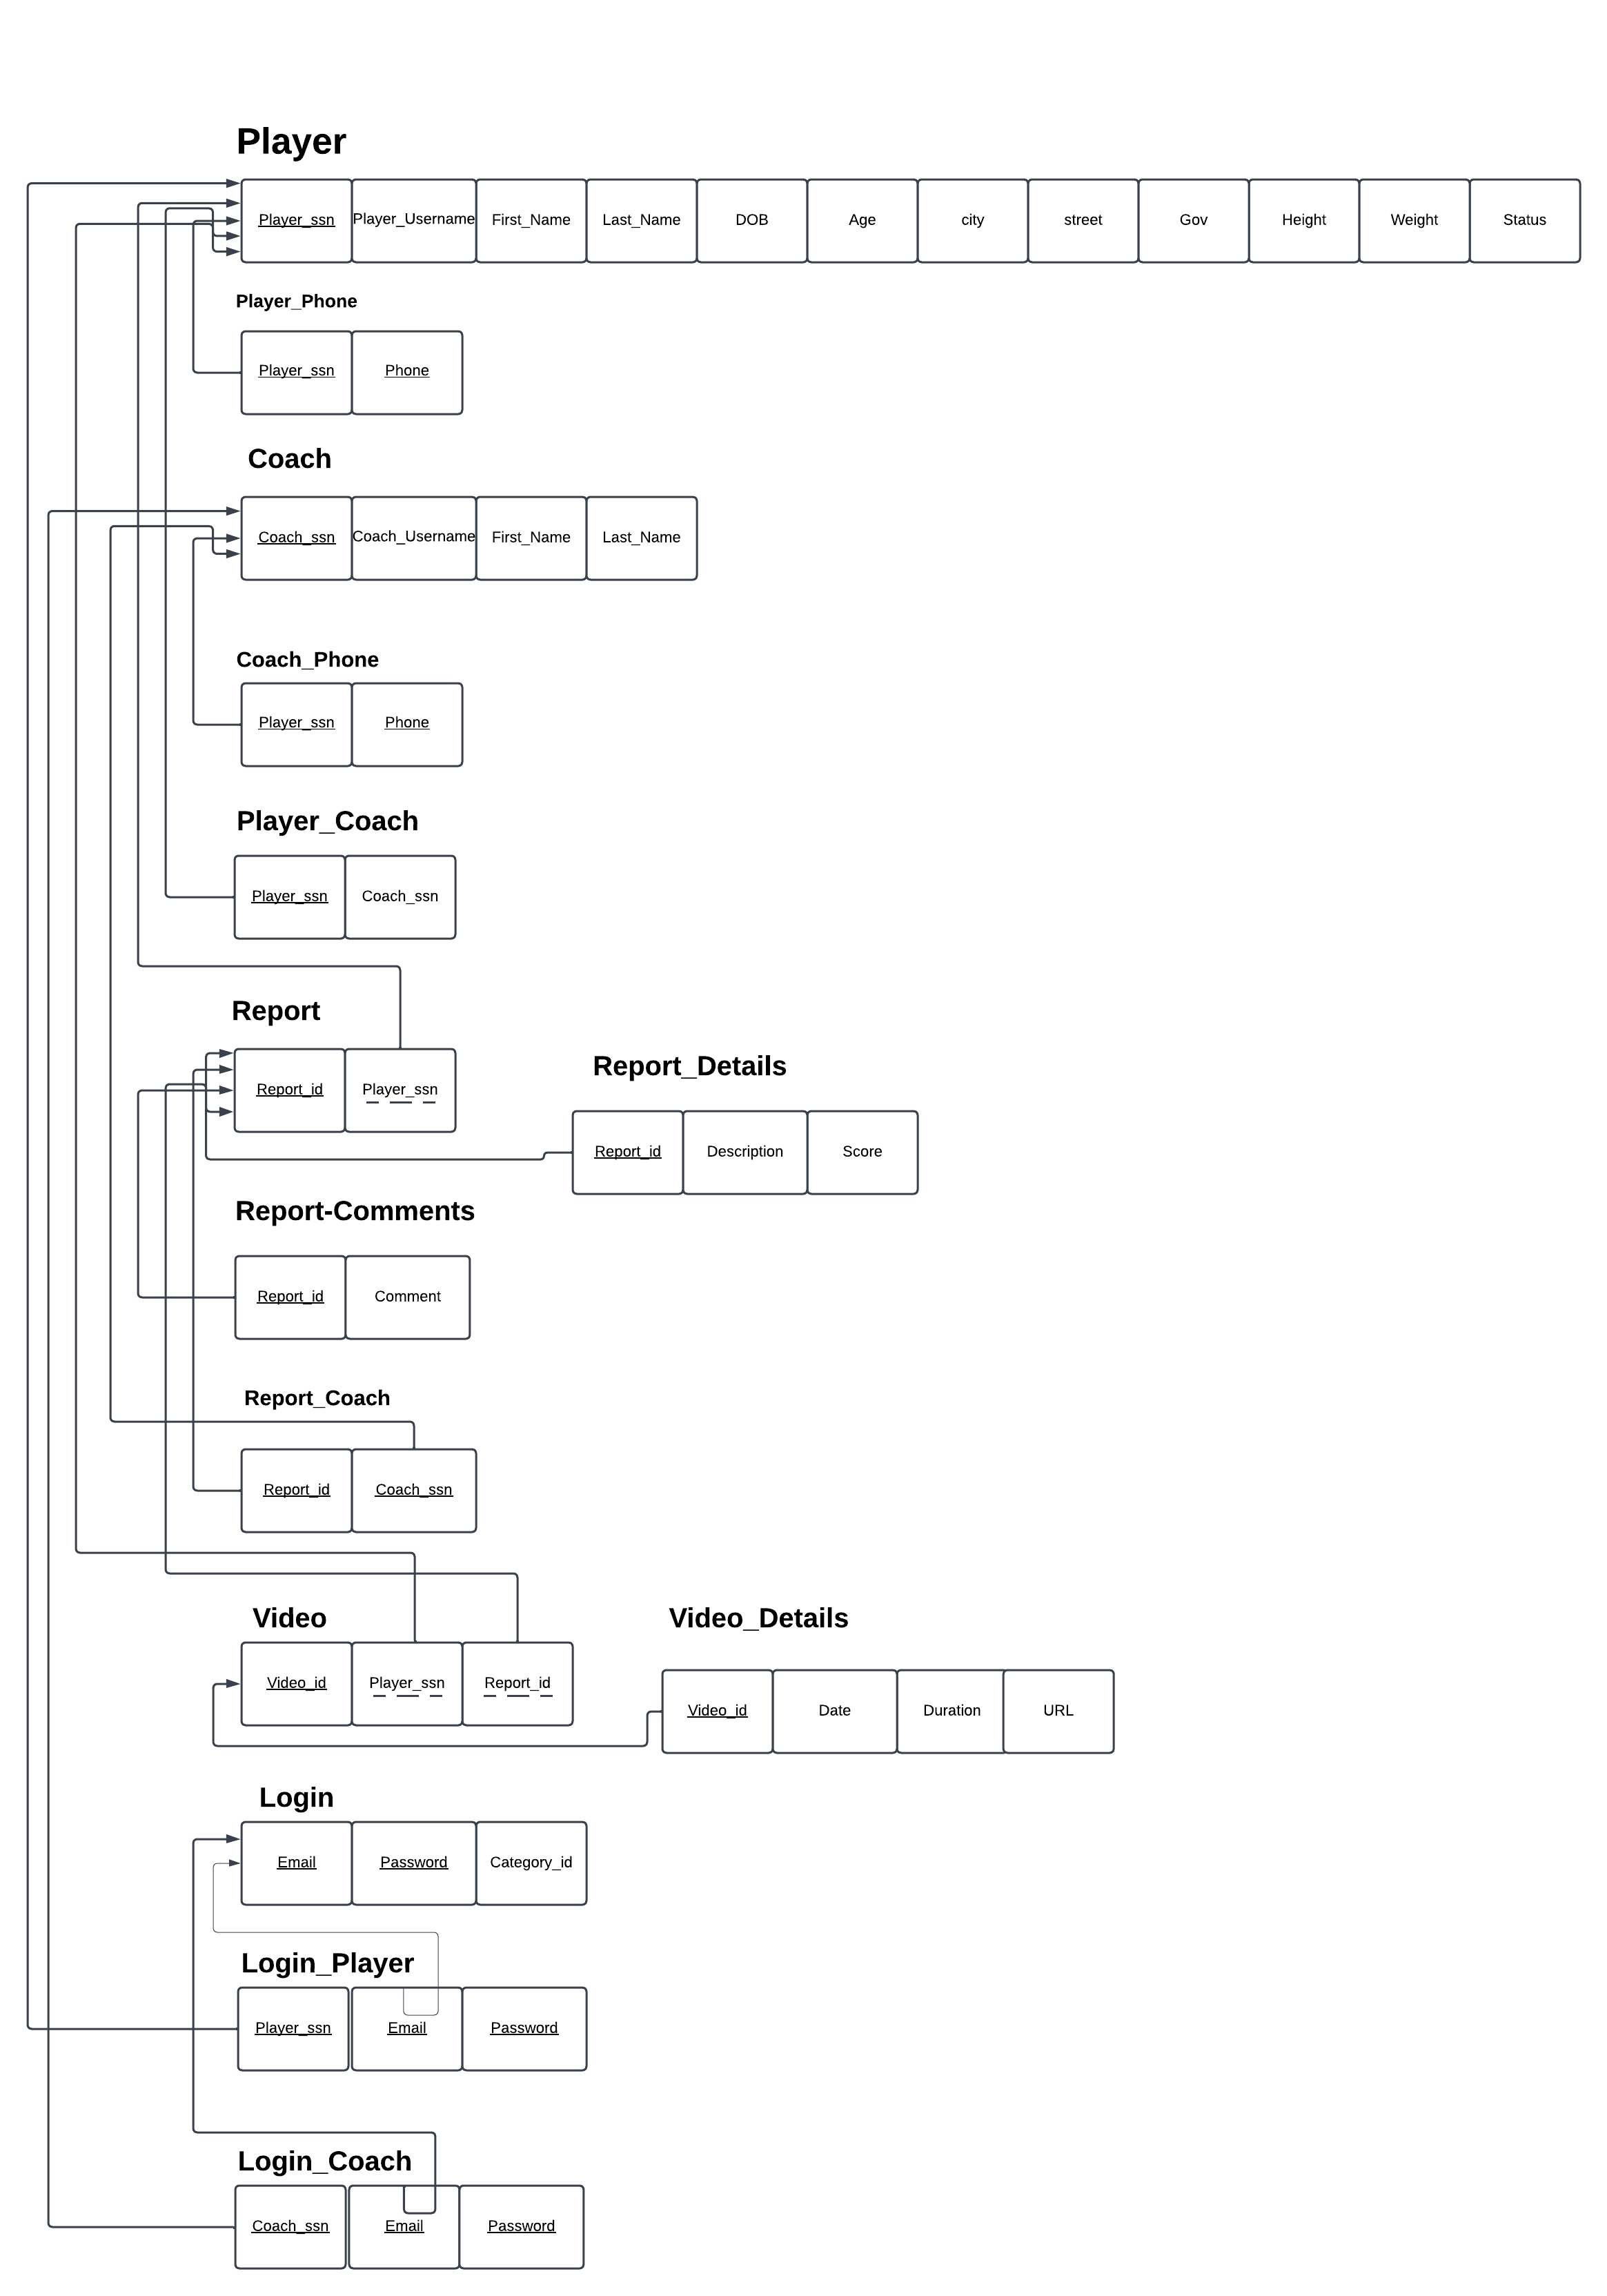 Player
Player_ssn Player_Username First_Name Last_Name DOB Age city street Gov Height Weight Status
Player_Phone
Player_ssn Phone
Coach
Coach_ssn Coach_Username First_Name Last_Name
Coach_Phone
Player_ssn Phone
Player_Coach
Player_ssn Coach_ssn
Report
Report_id Player_ssn
Report_Details
Report_id Description Score
Report-Comments
Report_id Comment
Report_Coach
Report_id Coach_ssn
Video
Video_id Player_ssn Report_id
Video_Details
Video_id Date Duration URL
Login
Email Password Category_id
Login_Player
Player_ssn Email Password
Login_Coach
Coach_ssn Email Password